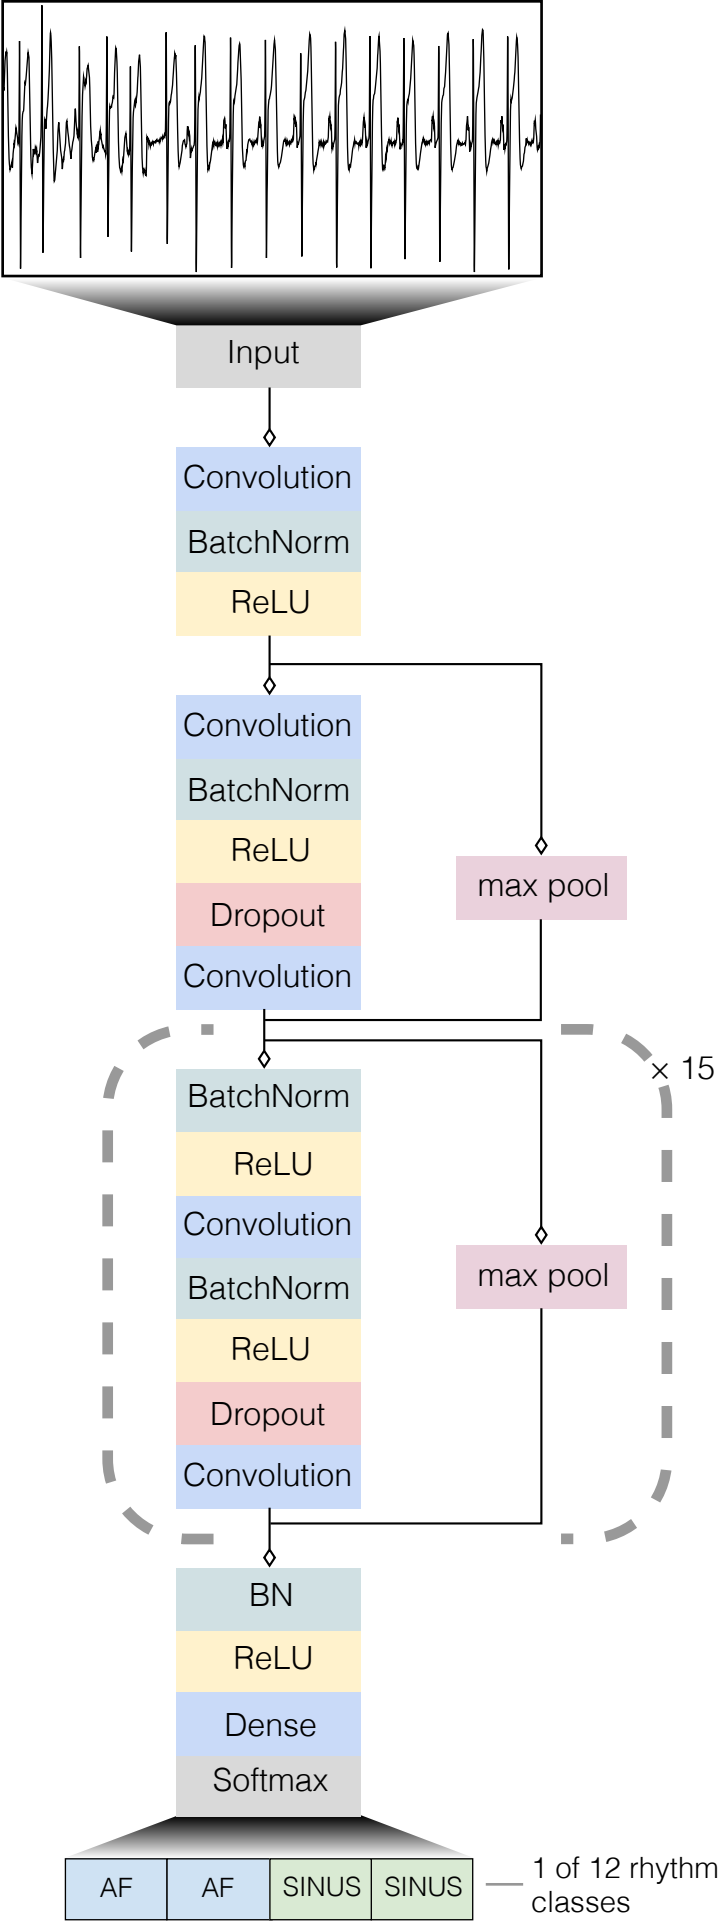 Input
Convolution
BatchNorm
ReLU
Convolution
BatchNorm
ReLU
Dropout
Convolution
max pool
× 15
BatchNorm
ReLU
Convolution
BatchNorm
ReLU
Dropout
Convolution
max pool
BN
ReLU
Dense
Softmax
AF AF SINUS SINUS
1 of 12 rhythm
classes